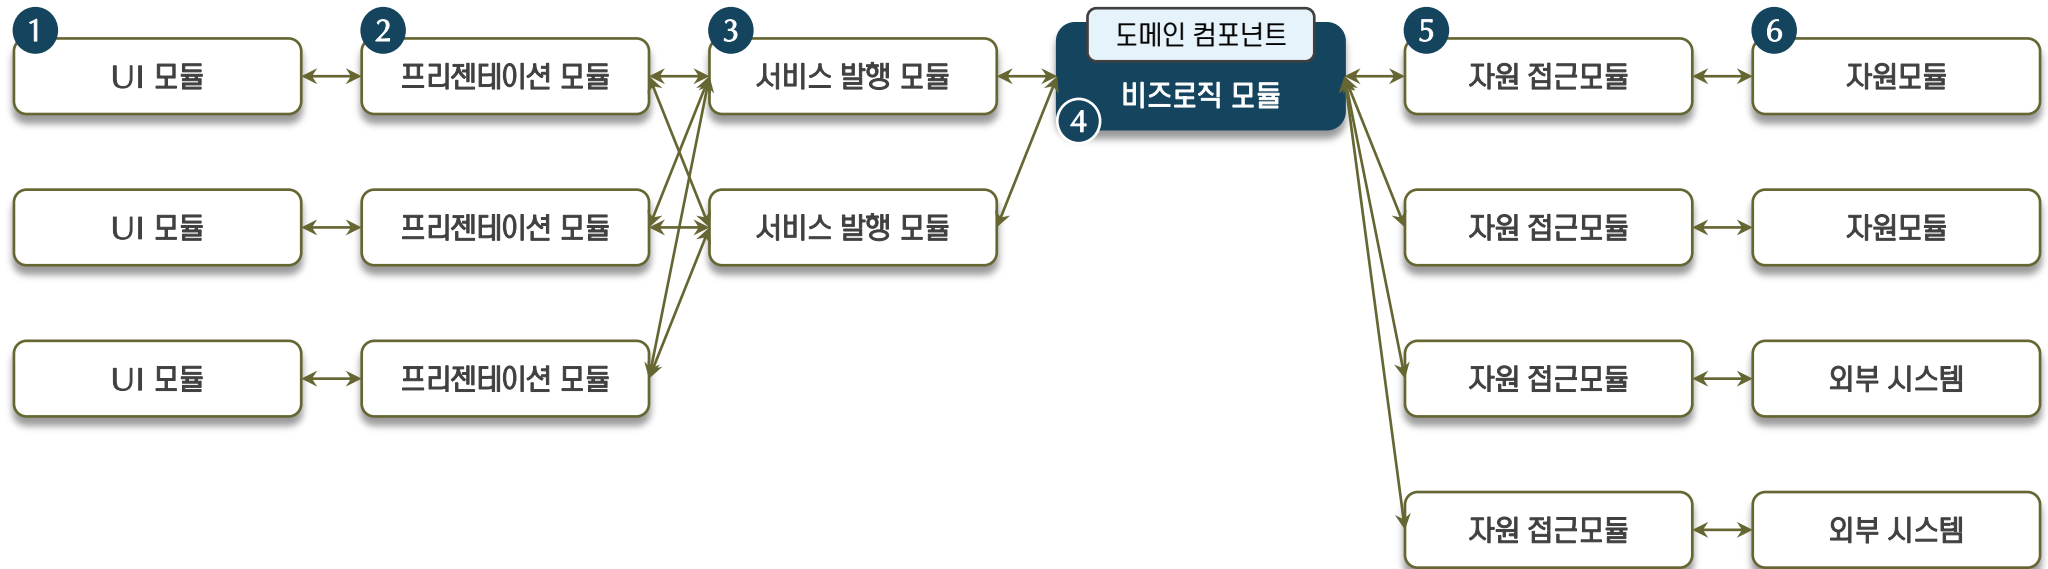 1
UI 모듈
2
프리젠테이션 모듈
3
서비스 발행 모듈
도메인 컴포넌트
비즈로직 모듈
4
5
자원 접근모듈
6
자원모듈
UI 모듈
프리젠테이션 모듈
서비스 발행 모듈
자원 접근모듈
자원모듈
UI 모듈
프리젠테이션 모듈
자원 접근모듈
외부 시스템
자원 접근모듈
외부 시스템